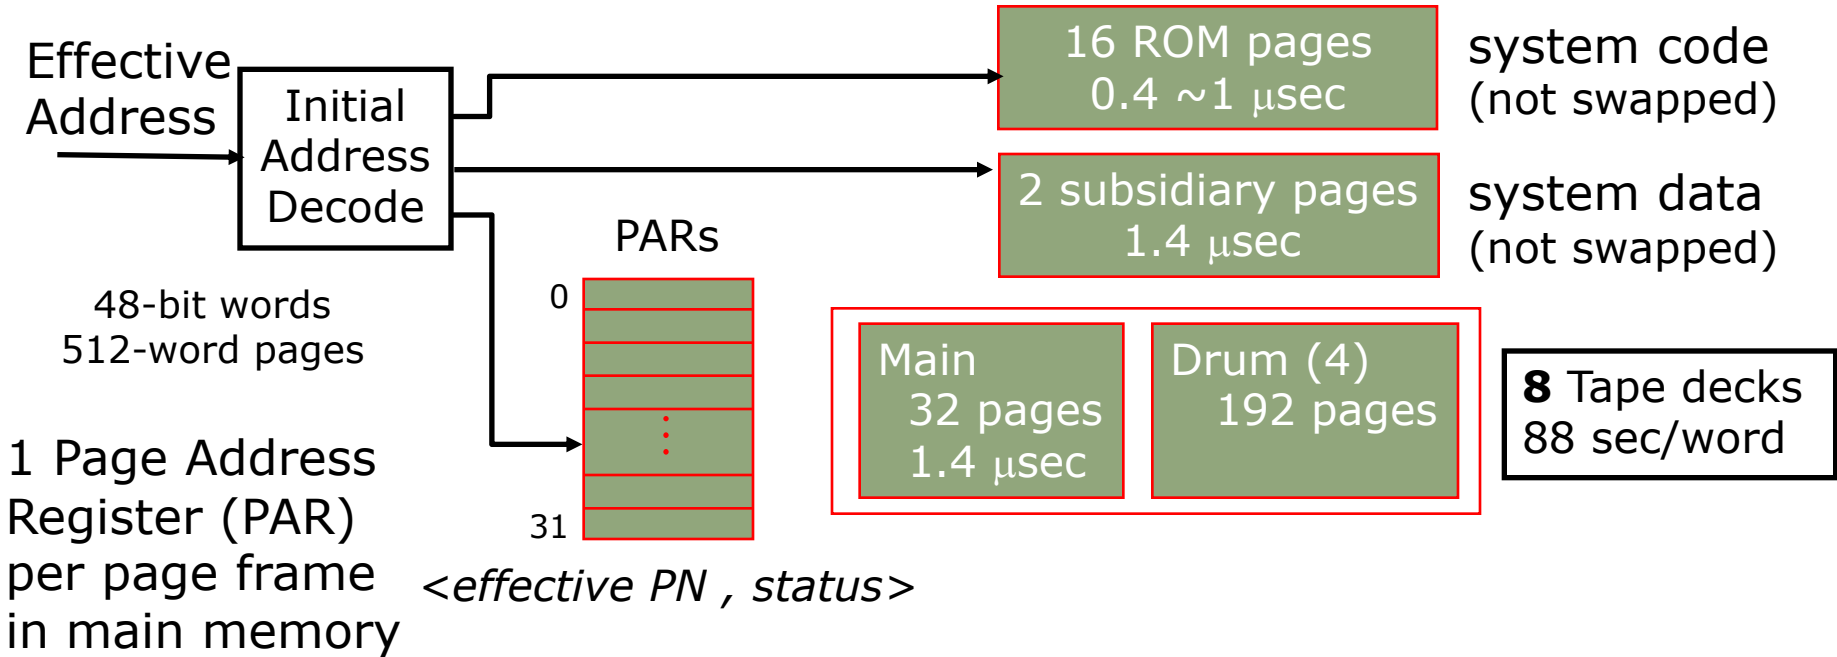 Effective
Address
Initial
Address
Decode
16 ROM pages
0.4 ~1 μsec
system code
(not swapped)
2 subsidiary pages
1.4 μsec
system data
(not swapped)
PARs
0
31
<effective PN , status>
48-bit words
512-word pages
1 Page Address
Register (PAR)
per page frame
in main memory
Main
32 pages
1.4 μsec
Drum (4)
192 pages
8 Tape decks
88 sec/word